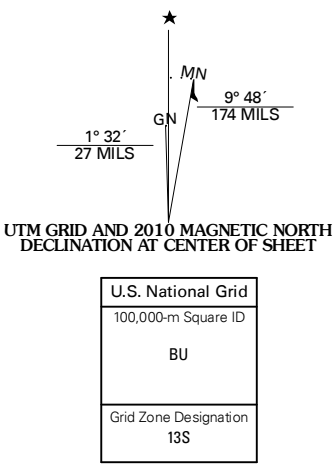 ★
MN
GN
9° 48´
174 MILS
1° 32´
27 MILS
UTM GRID AND 2010 MAGNETIC NORTH
DECLINATION AT CENTER OF SHEET
U.S. National Grid
100,000-m Square ID
BU
Grid Zone Designation
13S